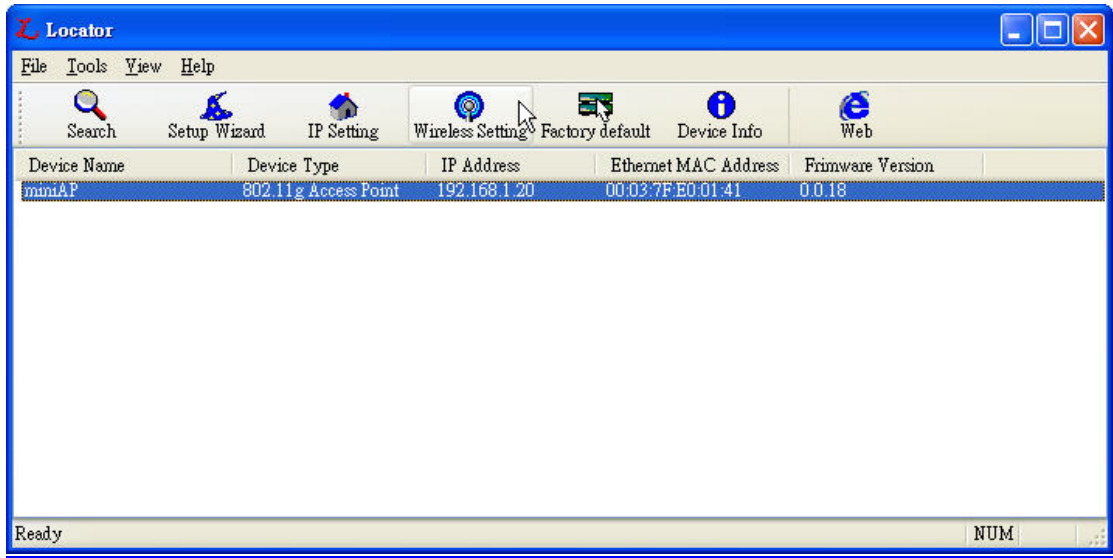 Locator
File Tools View Help
Search Setup Wizard IP Setting Wireless Setting Factory default Device Info Web
Device Name Device Type IP Address Ethernet MAC Address Frimware Version
miniAP 802.11g Access Point 192.168.1.20 00:03:7F:E0:01:41 0.0.18
Ready NUM